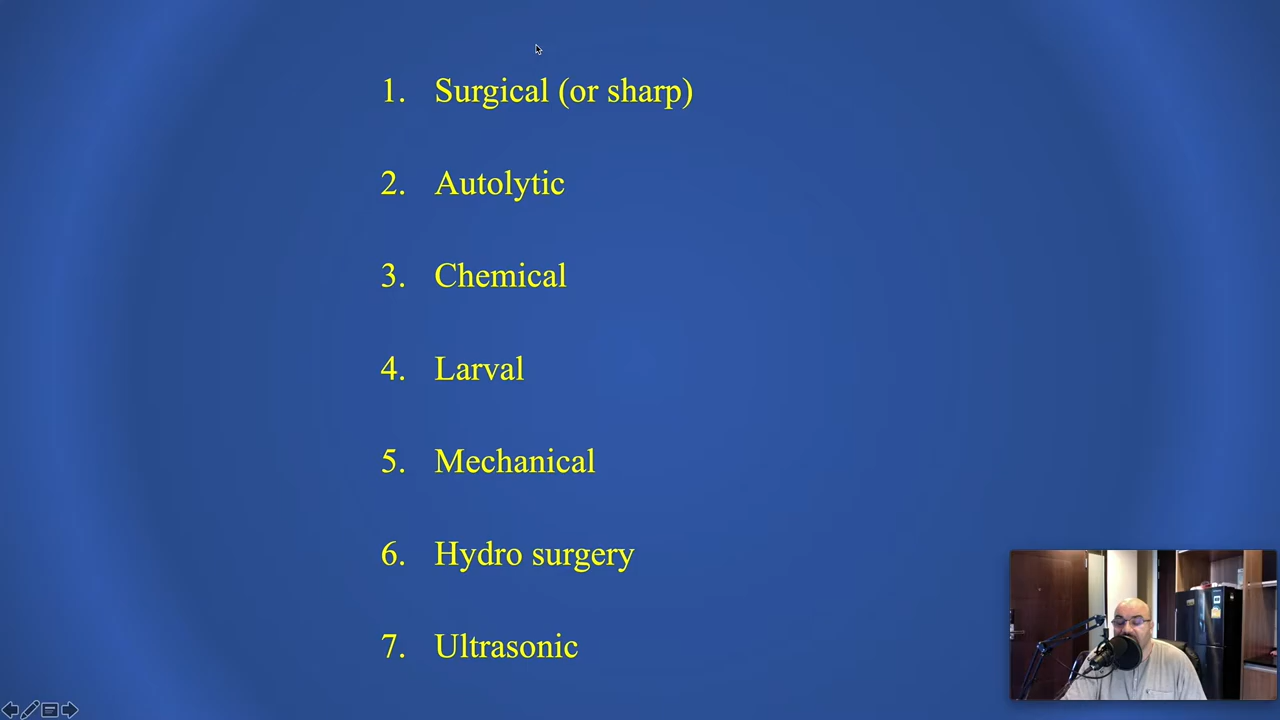 1. Surgical (or sharp)
2. Autolytic
3. Chemical
4. Larval
5. Mechanical
6. Hydro surgery
7. Ultrasonic